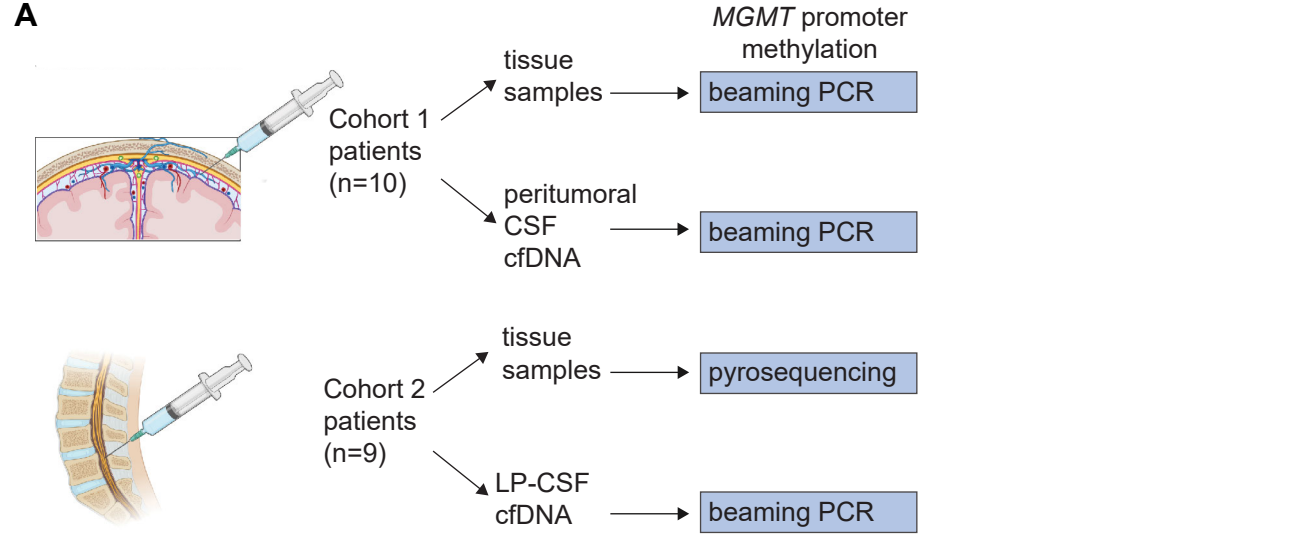 A
MGMT promoter
methylation
tissue
samples
beaming PCR
Cohort 1
patients
(n=10)
peritumoral
CSF
cfDNA
beaming PCR
tissue
samples
pyrosequencing
Cohort 2
patients
(n=9)
LP-CSF
cfDNA
beaming PCR